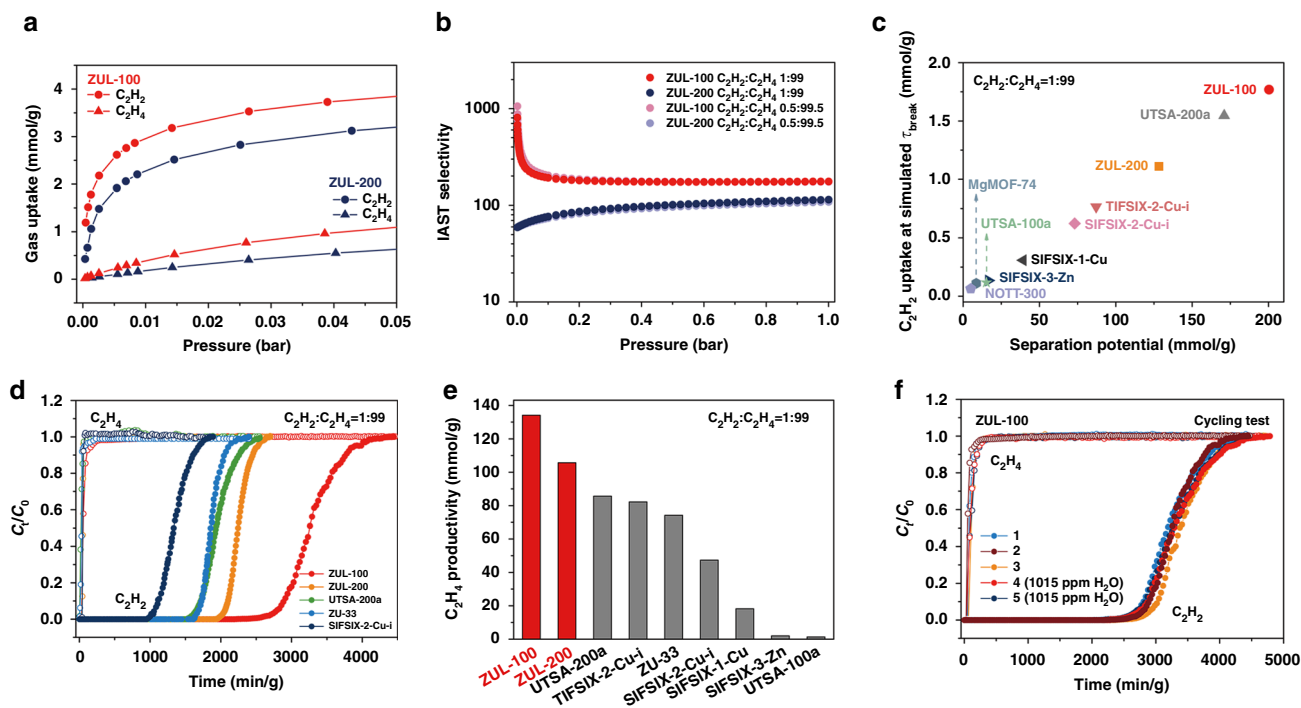 a
ZUL-100
C2H2
C2H4
ZUL-200
C2H2
C2H4
Gas uptake (mmol/g)
5
4
3
2
1
0
0.00 0.01 0.02 0.03 0.04 0.05
Pressure (bar)
b
ZUL-100 C2H2:C2H4 1:99
ZUL-200 C2H2:C2H4 1:99
ZUL-100 C2H2:C2H4 0.5:99.5
ZUL-200 C2H2:C2H4 0.5:99.5
IAST selectivity
1000
100
10
0.0 0.2 0.4 0.6 0.8 1.0
Pressure (bar)
c
C2H2:C2H4=1:99
ZUL-100
UTSA-200a
ZUL-200
MgMOF-74
TIFSIX-2-Cu-i
UTSA-100a
SIFSIX-2-Cu-i
SIFSIX-1-Cu
SIFSIX-3-Zn
NOTT-300
C2H2 uptake at simulated τbreak (mmol/g)
2.0
1.5
1.0
0.5
0.0
0 50 100 150 200
Separation potential (mmol/g)
d
C2H4
C2H2:C2H4=1:99
C2H2
ZUL-100
ZUL-200
UTSA-200a
ZU-33
SIFSIX-2-Cu-i
Ct/C0
1.2
1.0
0.8
0.6
0.4
0.2
0.0
0 1000 2000 3000 4000
Time (min/g)
e
C2H2:C2H4=1:99
C2H4 productivity (mmol/g)
140
120
100
80
60
40
20
0
ZUL-100
ZUL-200
UTSA-200a
TIFSIX-2-Cu-i
ZU-33
SIFSIX-2-Cu-i
SIFSIX-1-Cu
SIFSIX-3-Zn
UTSA-100a
f
ZUL-100
Cycling test
C2H4
1
2
3
4 (1015 ppm H2O)
5 (1015 ppm H2O)
C2H2
Ct/C0
1.2
1.0
0.8
0.6
0.4
0.2
0.0
0 1000 2000 3000 4000 5000
Time (min/g)